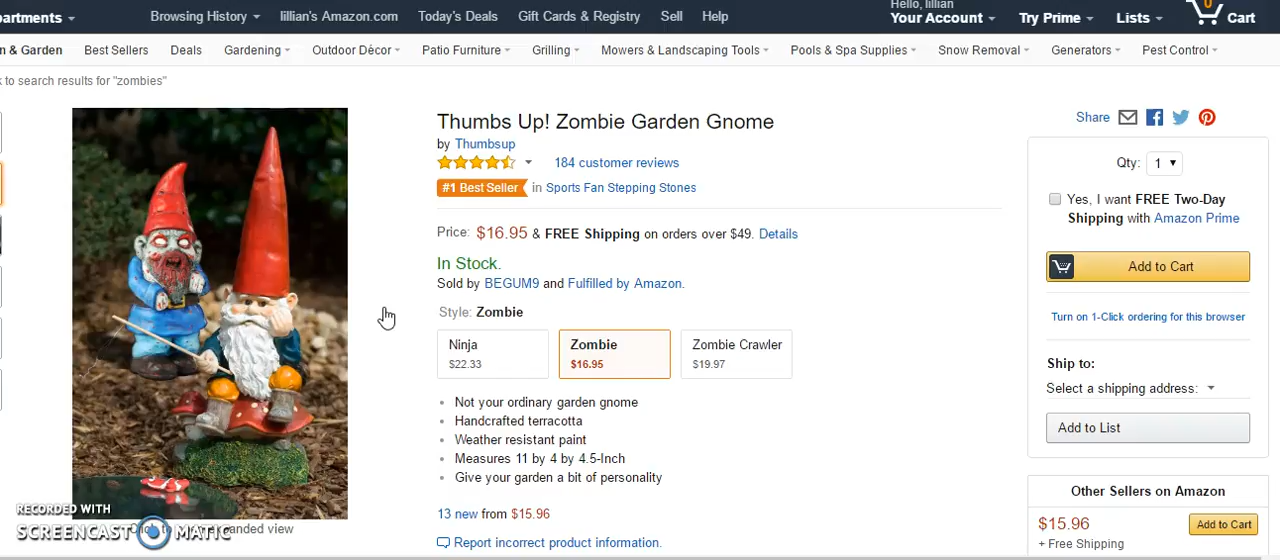 partments
Browsing History
lillian's Amazon.com
Today's Deals
Gift Cards & Registry
Sell
Help
Hello, lillian
Your Account
Try Prime
Lists
0
Cart
n & Garden
Best Sellers
Deals
Gardening
Outdoor Décor
Patio Furniture
Grilling
Mowers & Landscaping Tools
Pools & Spa Supplies
Snow Removal
Generators
Pest Control
k to search results for "zombies"
Thumbs Up! Zombie Garden Gnome
by Thumbsup
184 customer reviews
#1 Best Seller in Sports Fan Stepping Stones
Price: $16.95 & FREE Shipping on orders over $49. Details
In Stock.
Sold by BEGUM9 and Fulfilled by Amazon.
Style: Zombie
Ninja
$22.33
Zombie
$16.95
Zombie Crawler
$19.97
Not your ordinary garden gnome
Handcrafted terracotta
Weather resistant paint
Measures 11 by 4 by 4.5-Inch
Give your garden a bit of personality
13 new from $15.96
Report incorrect product information.
Share
Qty: 1
Yes, I want FREE Two-Day
Shipping with Amazon Prime
Add to Cart
Turn on 1-Click ordering for this browser
Ship to:
Select a shipping address:
Add to List
Other Sellers on Amazon
$15.96
Add to Cart
+ Free Shipping
RECORDED WITH
SCREENCAST MATIC
expanded view